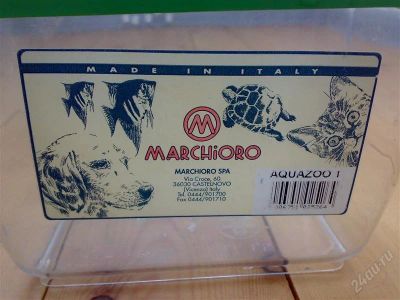 MADE IN ITALY
M
MARCHiORO
MARCHIORO SPA
Via Croce, 60
36030 CASTELNOVO
(Vicenza) Italy
Tel. 0444/901700
Fax 0444/901710
AQUAZOO 1
24au.ru